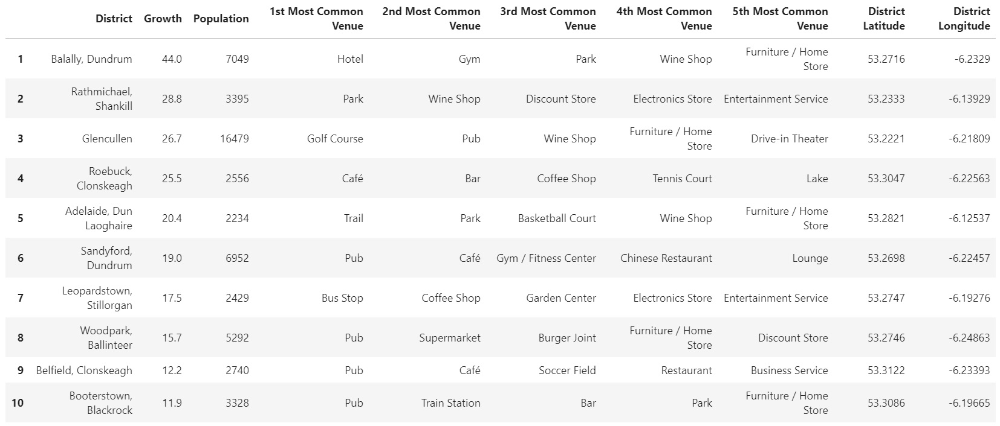 District Growth Population 1st Most Common Venue 2nd Most Common Venue 3rd Most Common Venue 4th Most Common Venue 5th Most Common Venue District Latitude District Longitude
1 Balally, Dundrum 44.0 7049 Hotel Gym Park Wine Shop Furniture / Home Store 53.2716 -6.2329
2 Rathmichael, Shankill 28.8 3395 Park Wine Shop Discount Store Electronics Store Entertainment Service 53.2333 -6.13929
3 Glencullen 26.7 16479 Golf Course Pub Wine Shop Furniture / Home Store Drive-in Theater 53.2221 -6.21809
4 Roebuck, Clonskeagh 25.5 2556 Café Bar Coffee Shop Tennis Court Lake 53.3047 -6.22563
5 Adelaide, Dun Laoghaire 20.4 2234 Trail Park Basketball Court Wine Shop Furniture / Home Store 53.2821 -6.12537
6 Sandyford, Dundrum 19.0 6952 Pub Café Gym / Fitness Center Chinese Restaurant Lounge 53.2698 -6.22457
7 Leopardstown, Stillorgan 17.5 2429 Bus Stop Coffee Shop Garden Center Electronics Store Entertainment Service 53.2747 -6.19276
8 Woodpark, Ballinteer 15.7 5292 Pub Supermarket Burger Joint Furniture / Home Store Discount Store 53.2746 -6.24863
9 Belfield, Clonskeagh 12.2 2740 Pub Café Soccer Field Restaurant Business Service 53.3122 -6.23393
10 Booterstown, Blackrock 11.9 3328 Pub Train Station Bar Park Furniture / Home Store 53.3086 -6.19665